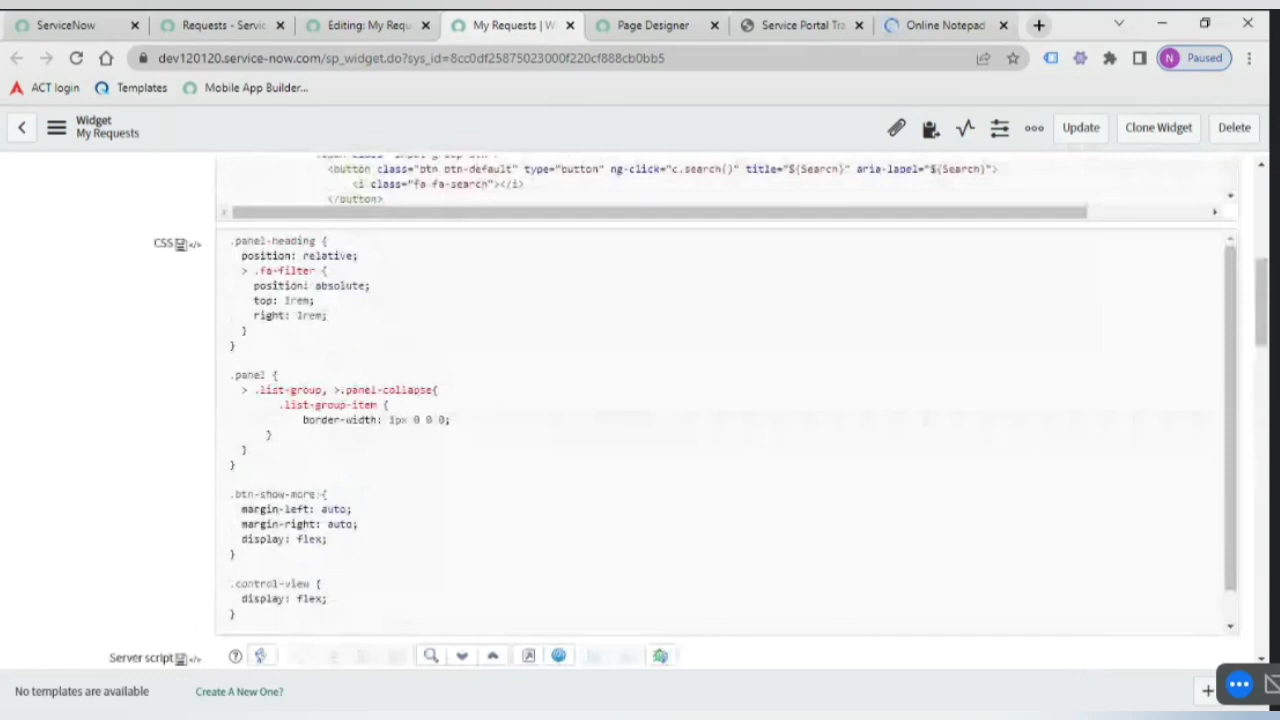 ServiceNow
Requests - Servic
Editing: My Requ
My Requests | W
Page Designer
Service Portal Tra
Online Notepad
dev120120.service-now.com/sp_widget.do?sys_id=8cc0df25875023000f220cf888cb0bb5
N Paused
ACT login
Templates
Mobile App Builder...
Widget
My Requests
Update
Clone Widget
Delete
<button class="btn btn-default" type="button" ng-click="c.search()" title="${Search}" aria-label="${Search}">
<i class="fa fa-search"></i>
</button>
CSS
.panel-heading {
position: relative;
> .fa-filter {
position: absolute;
top: 1rem;
right: 1rem;
}
}
.panel {
> .list-group, >.panel-collapse{
.list-group-item {
border-width: 1px 0 0 0;
}
}
}
.btn-show-more {
margin-left: auto;
margin-right: auto;
display: flex;
}
.control-view {
display: flex;
}
Server script
No templates are available
Create A New One?